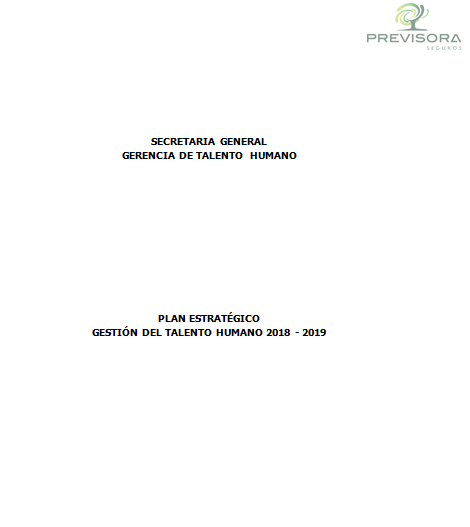 PREVISORA
SEGUROS
SECRETARIA GENERAL
GERENCIA DE TALENTO HUMANO
PLAN ESTRATÉGICO
GESTIÓN DEL TALENTO HUMANO 2018 - 2019